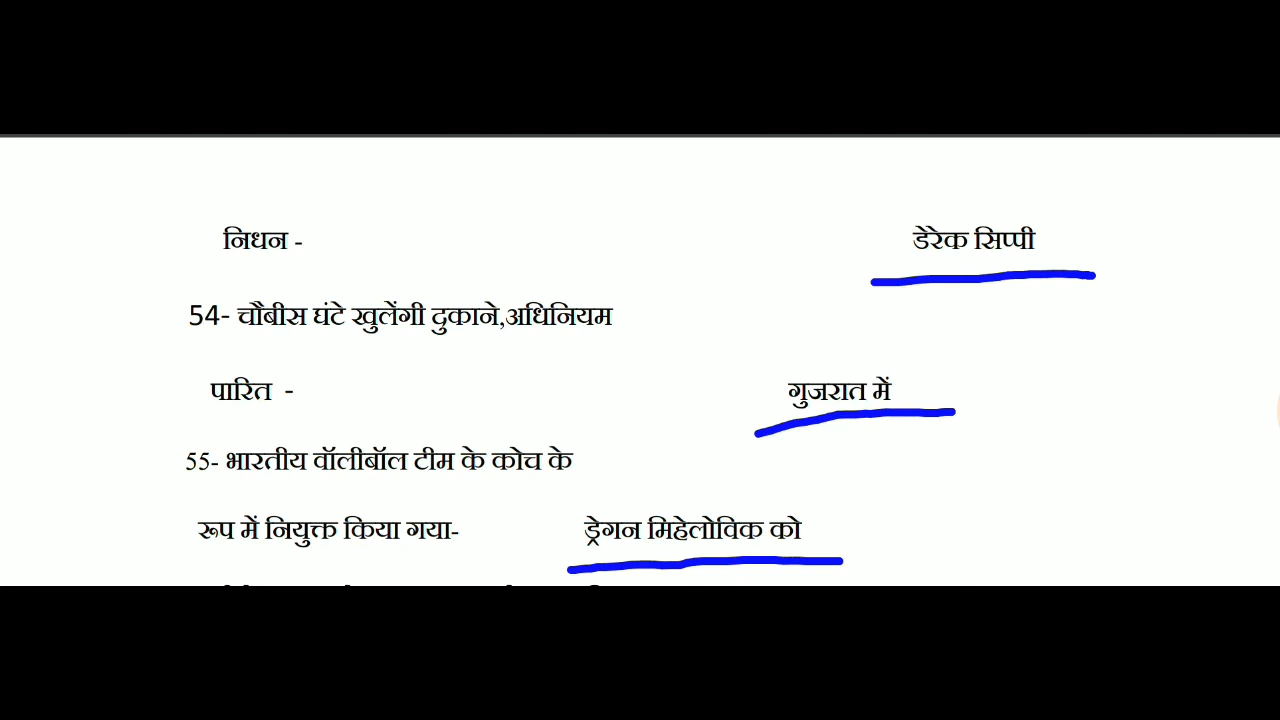 निधन - डेरेक सिप्पी
54- चौबीस घंटे खुलेंगी दुकाने,अधिनियम
पारित - गुजरात में
55- भारतीय वॉलीबॉल टीम के कोच के
रूप में नियुक्त किया गया- ड्रेगन मिहेलोविक को